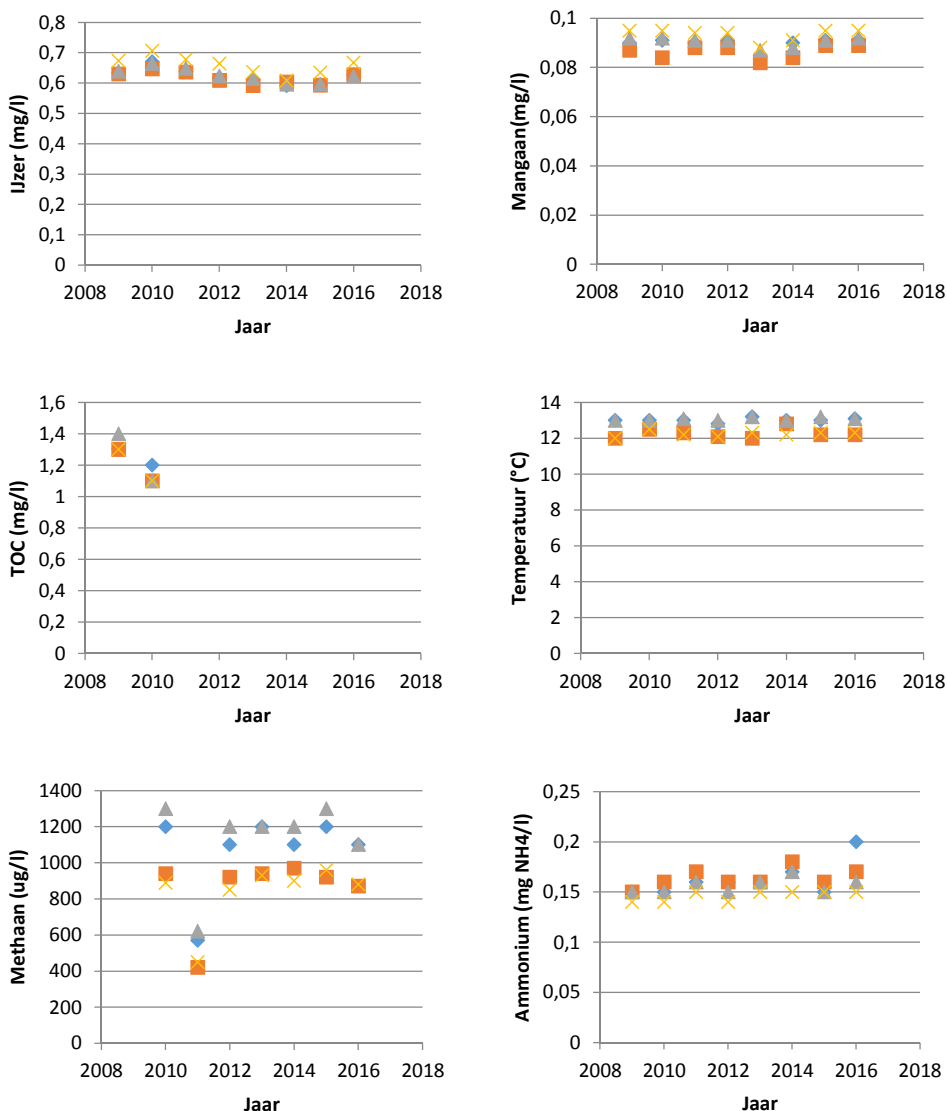 IJzer (mg/l)
0,8
0,7
0,6
0,5
0,4
0,3
0,2
0,1
0
2008 2010 2012 2014 2016 2018
Jaar
Mangaan(mg/l)
0,1
0,08
0,06
0,04
0,02
0
2008 2010 2012 2014 2016 2018
Jaar
TOC (mg/l)
1,6
1,4
1,2
1
0,8
0,6
0,4
0,2
0
2008 2010 2012 2014 2016 2018
Jaar
Temperatuur (°C)
14
12
10
8
6
4
2
0
2008 2010 2012 2014 2016 2018
Jaar
Methaan (ug/l)
1400
1200
1000
800
600
400
200
0
2008 2010 2012 2014 2016 2018
Jaar
Ammonium (mg NH4/l)
0,25
0,2
0,15
0,1
0,05
0
2008 2010 2012 2014 2016 2018
Jaar